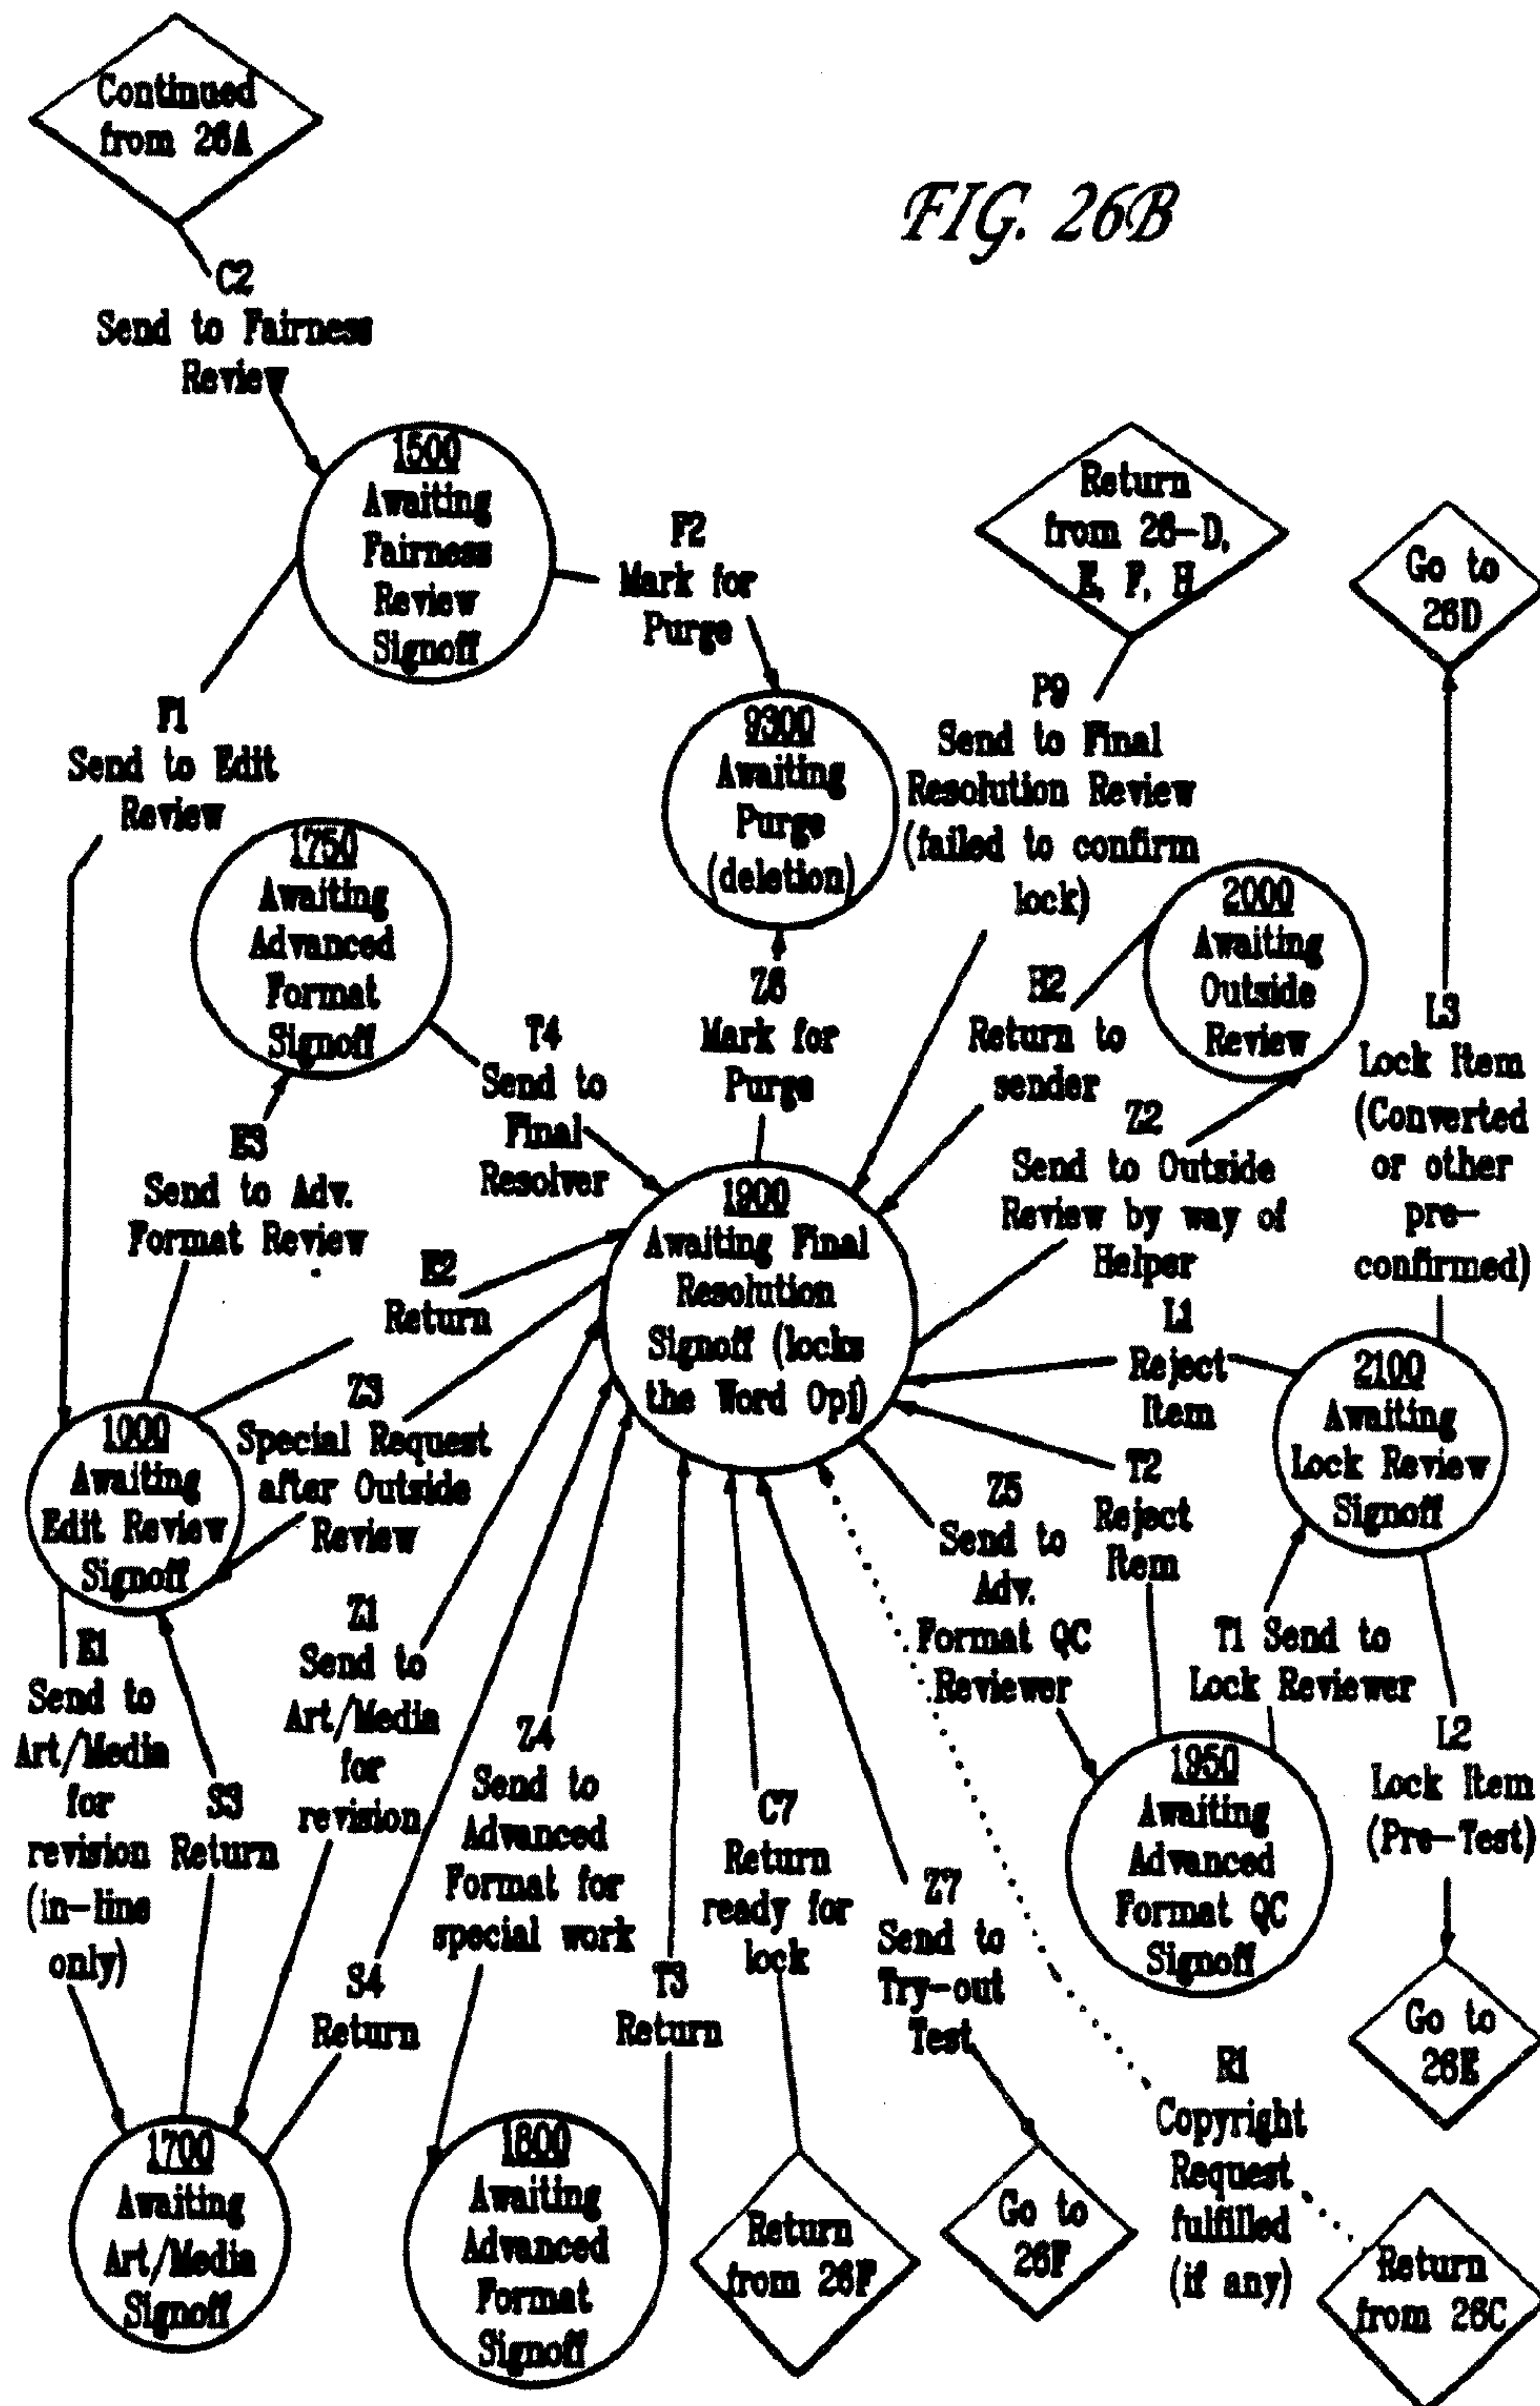 Continued
from 26A
FIG. 26B
C2
Send to Fairness
Review
1500
Awaiting
Fairness
Review
Signoff
F2
Mark for
Purge
Return
from 26-D,
E, F, H
Go to
26D
F1
Send to Edit
Review
9300
Awaiting
Purge
(deletion)
P9
Send to Final
Resolution Review
(failed to confirm
lock)
1750
Awaiting
Advanced
Format
Signoff
2000
Awaiting
Outside
Review
T4
Send to
Final
Resolver
Z6
Mark for
Purge
H2
Return to
sender
L3
Lock Item
(Converted
or other
pre-
confirmed)
E3
Send to Adv.
Format Review
Z2
Send to Outside
Review by way of
Helper
1900
Awaiting Final
Resolution
Signoff (locks
the Word Opj)
E2
Return
L1
Reject
Item
2100
Awaiting
Lock Review
Signoff
Z3
Special Request
after Outside
Review
1000
Awaiting
Edit Review
Signoff
Z5
Send to
Adv.
Format QC
Reviewer
T2
Reject
Item
T1 Send to
Lock Reviewer
E1
Send to
Art/Media
for
revision
(in-line
only)
S3
Return
Z1
Send to
Art/Media
for
revision
Z4
Send to
Advanced
Format for
special work
C7
Return
ready for
lock
Z7
Send to
Try-out
Test
1950
Awaiting
Advanced
Format QC
Signoff
L2
Lock Item
(Pre-Test)
S4
Return
T3
Return
Go to
26E
R1
Copyright
Request
fulfilled
(if any)
1700
Awaiting
Art/Media
Signoff
1800
Awaiting
Advanced
Format
Signoff
Return
from 26F
Go to
26F
Return
from 26C